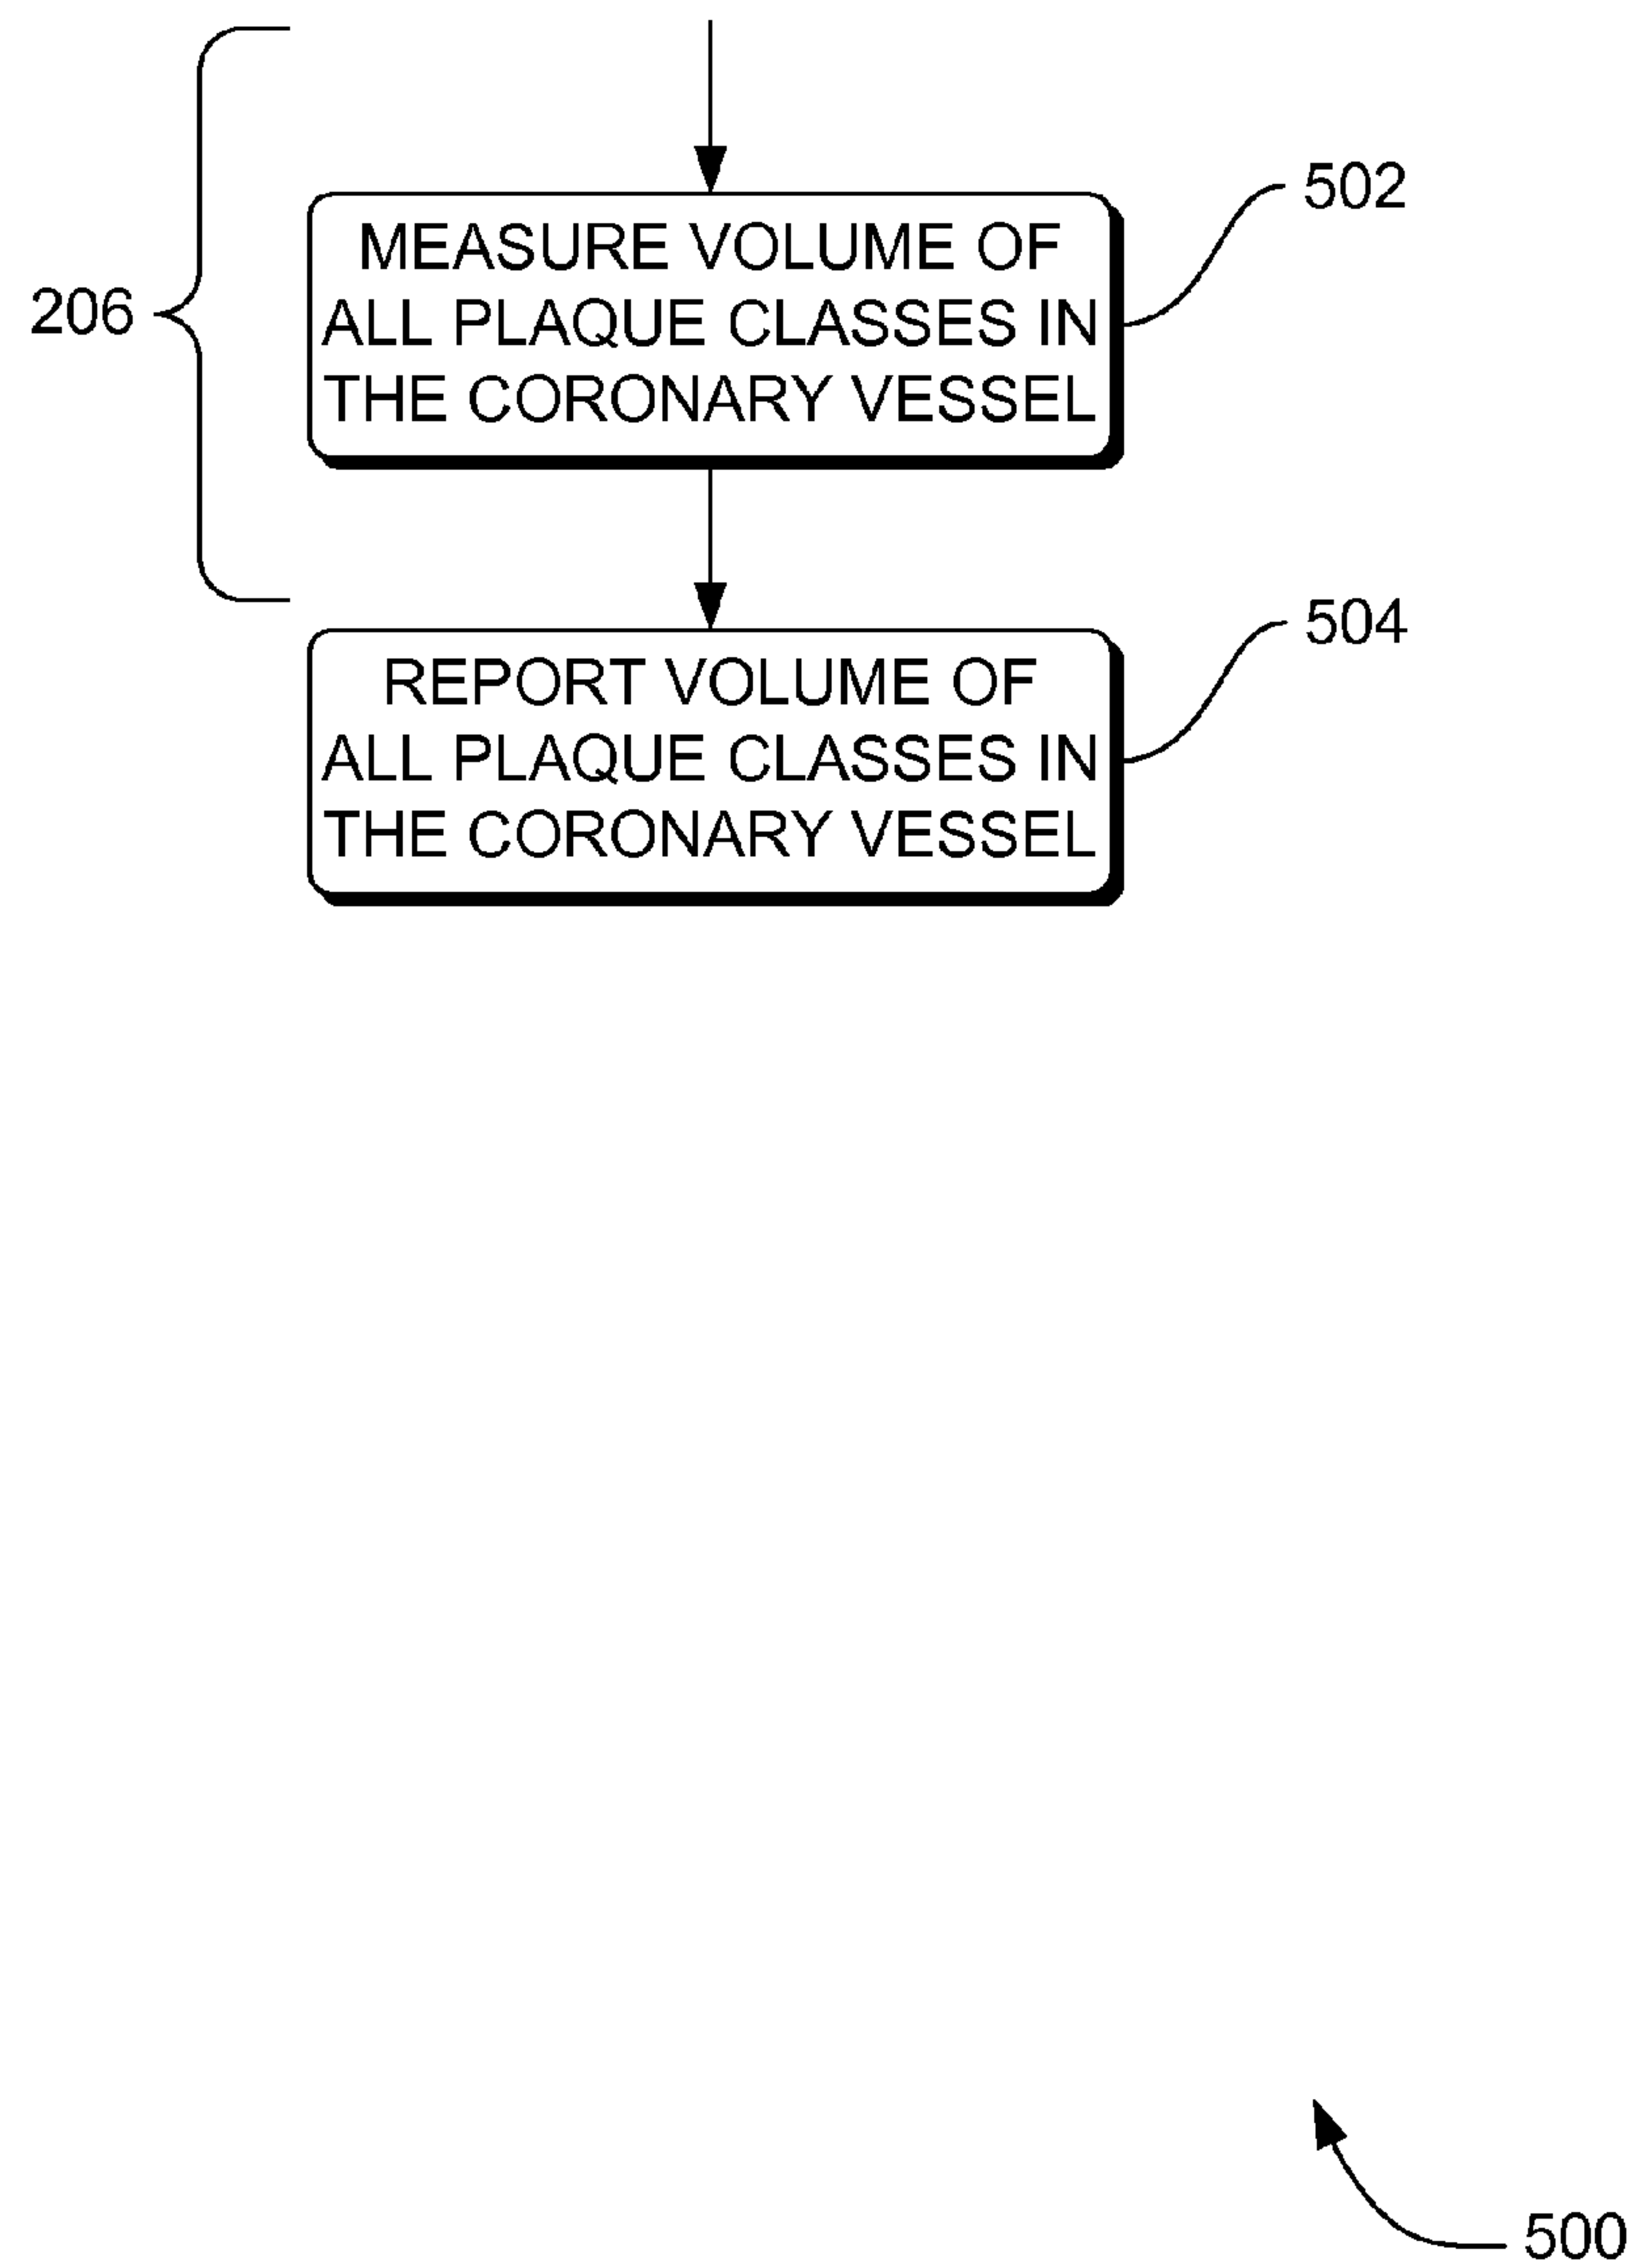 502
MEASURE VOLUME OF
ALL PLAQUE CLASSES IN
THE CORONARY VESSEL
206
504
REPORT VOLUME OF
ALL PLAQUE CLASSES IN
THE CORONARY VESSEL
500